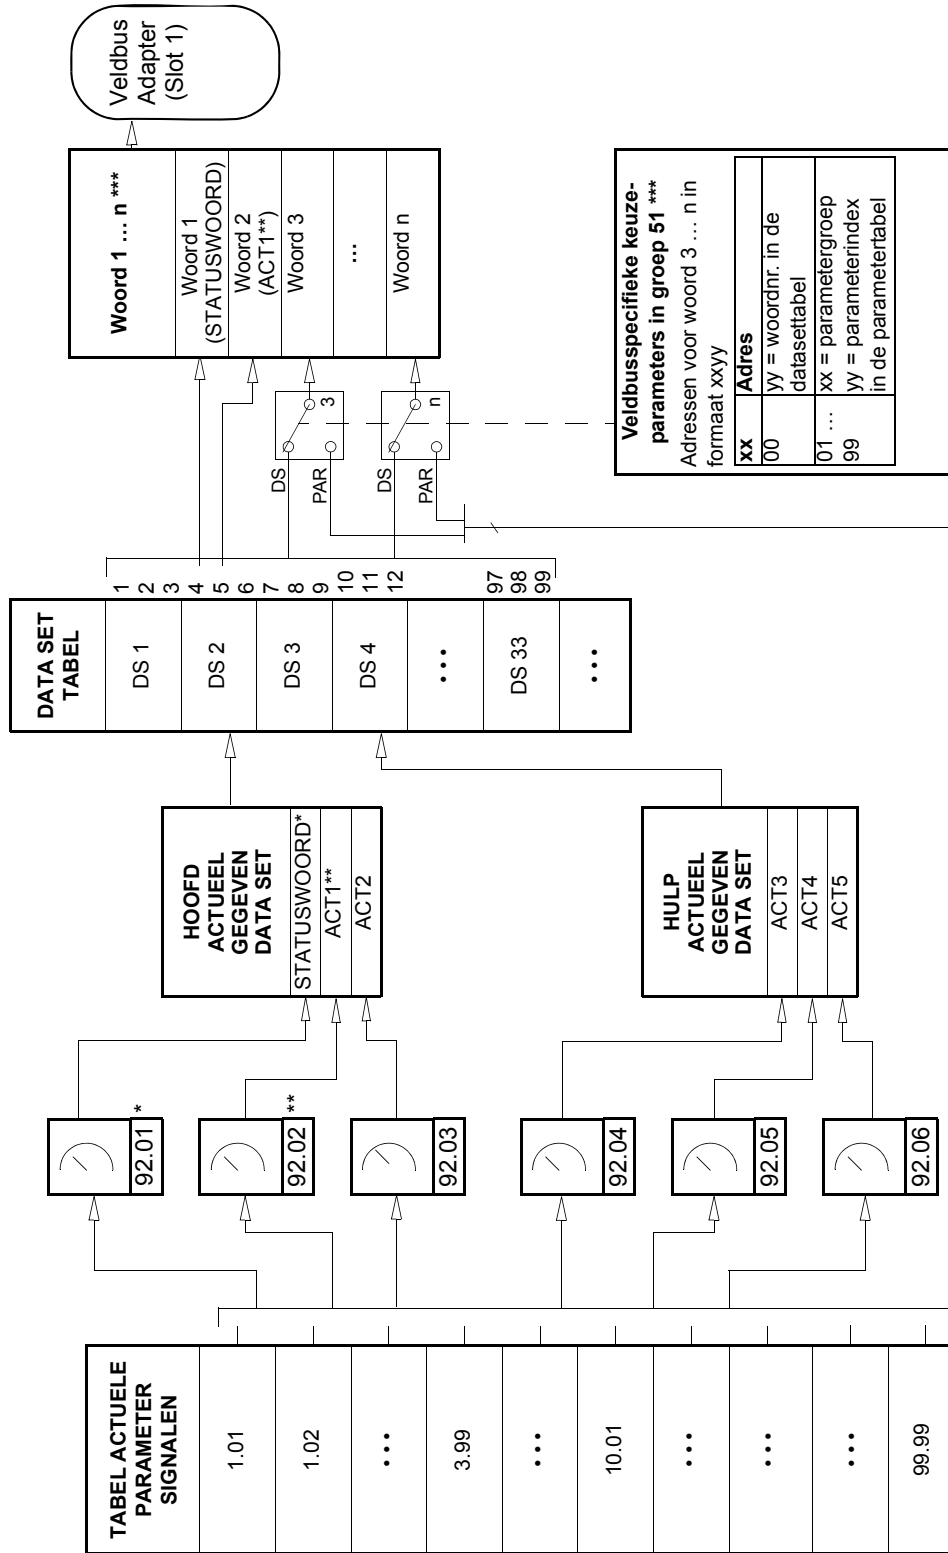 TABEL ACTUELE
PARAMETER
SIGNALEN
1.01
1.02
...
3.99
...
10.01
...
...
...
99.99
92.01
*
92.02
**
92.03
92.04
92.05
92.06
HOOFD
ACTUEEL
GEGEVEN
DATA SET
STATUSWOORD*
ACT1**
ACT2
HULP
ACTUEEL
GEGEVEN
DATA SET
ACT3
ACT4
ACT5
DATA SET
TABEL
DS 1
DS 2
DS 3
DS 4
...
DS 33
...
1
2
3
4
5
6
7
8
9
10
11
12
97
98
99
DS
PAR
3
DS
PAR
n
Woord 1 … n ***
Woord 1
(STATUSWOORD)
Woord 2
(ACT1**)
Woord 3
...
Woord n
Veldbus
Adapter
(Slot 1)
Veldbusspecifieke keuze-
parameters in groep 51 ***
Adressen voor woord 3 … n in
formaat xxyy
xx Adres
00 yy = woordnr. in de
datasettabel
01 … xx = parametergroep
99 yy = parameterindex
in de parametertabel